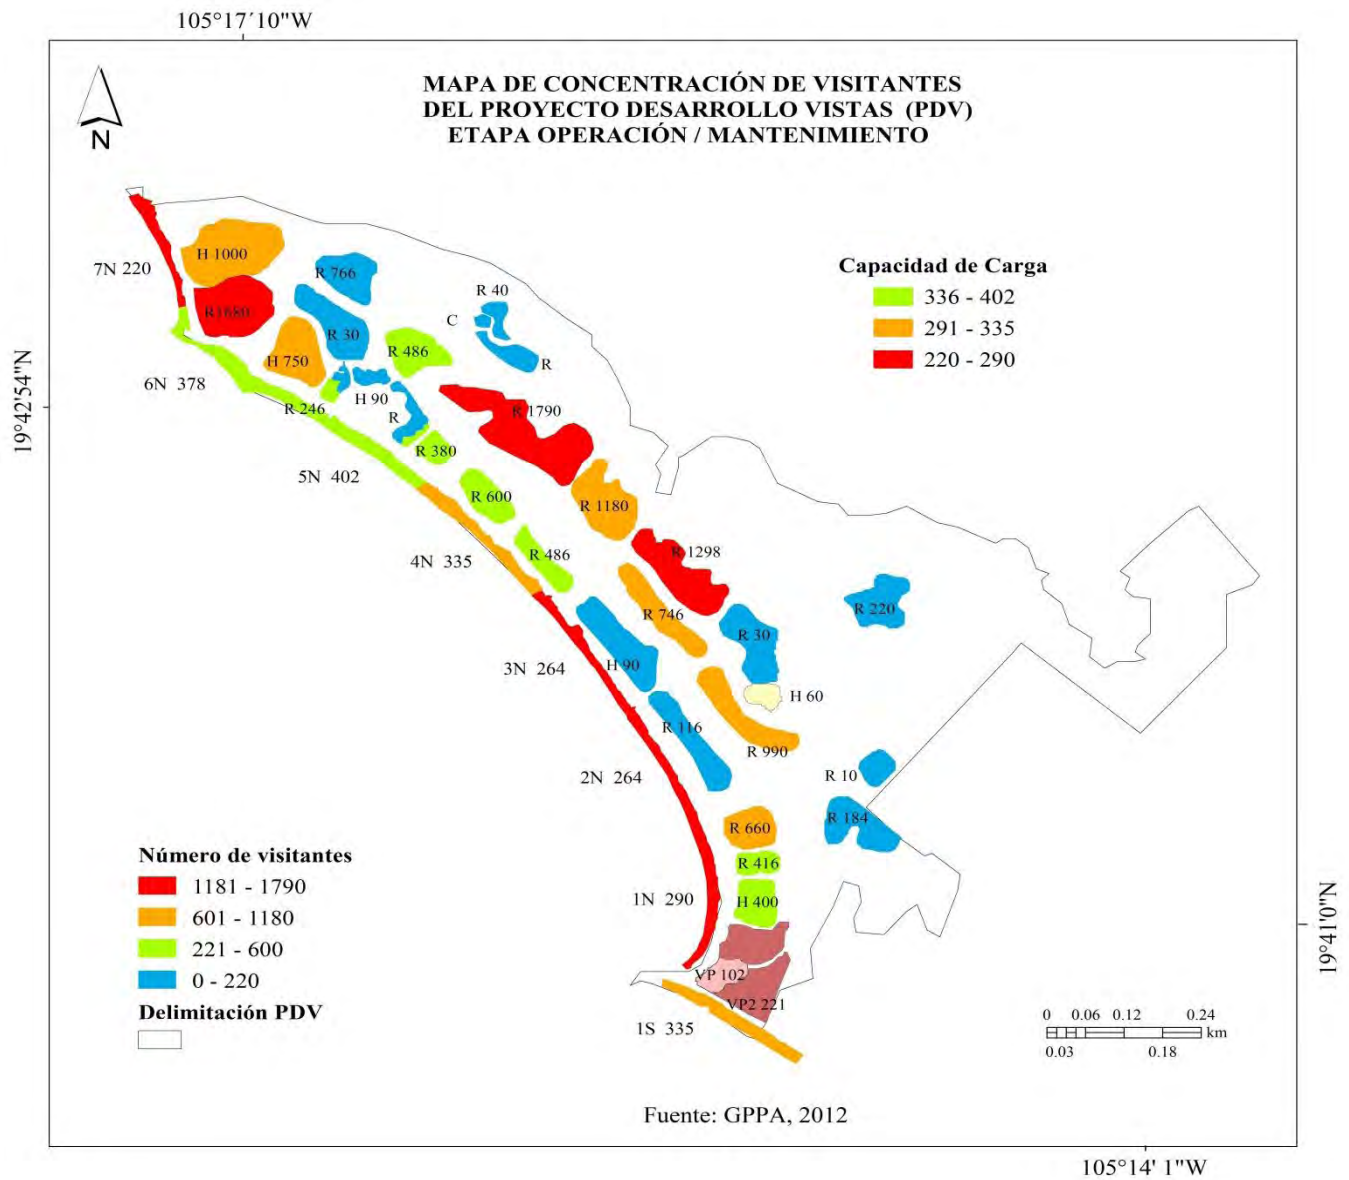 105°17´10"W
MAPA DE CONCENTRACIÓN DE VISITANTES
DEL PROYECTO DESARROLLO VISTAS (PDV)
ETAPA OPERACIÓN / MANTENIMIENTO
N
7N 220
H 1000
R 766
R1680
R 30
R 40
C
R
H 750
R 486
6N 378
R 246
H 90
R
R 380
R 1790
5N 402
R 600
R 1180
4N 335
R 486
R 1298
R 746
R 220
3N 264
H 90
R 30
H 60
R 116
R 990
2N 264
R 10
R 660
R 184
R 416
1N 290
H 400
VP 102
VP2 221
1S 335
Capacidad de Carga
336 - 402
291 - 335
220 - 290
19°42'54"N
Número de visitantes
1181 - 1790
601 - 1180
221 - 600
0 - 220
Delimitación PDV
19°41'0"N
0 0.06 0.12 0.24
km
0.03 0.18
Fuente: GPPA, 2012
105°14' 1"W